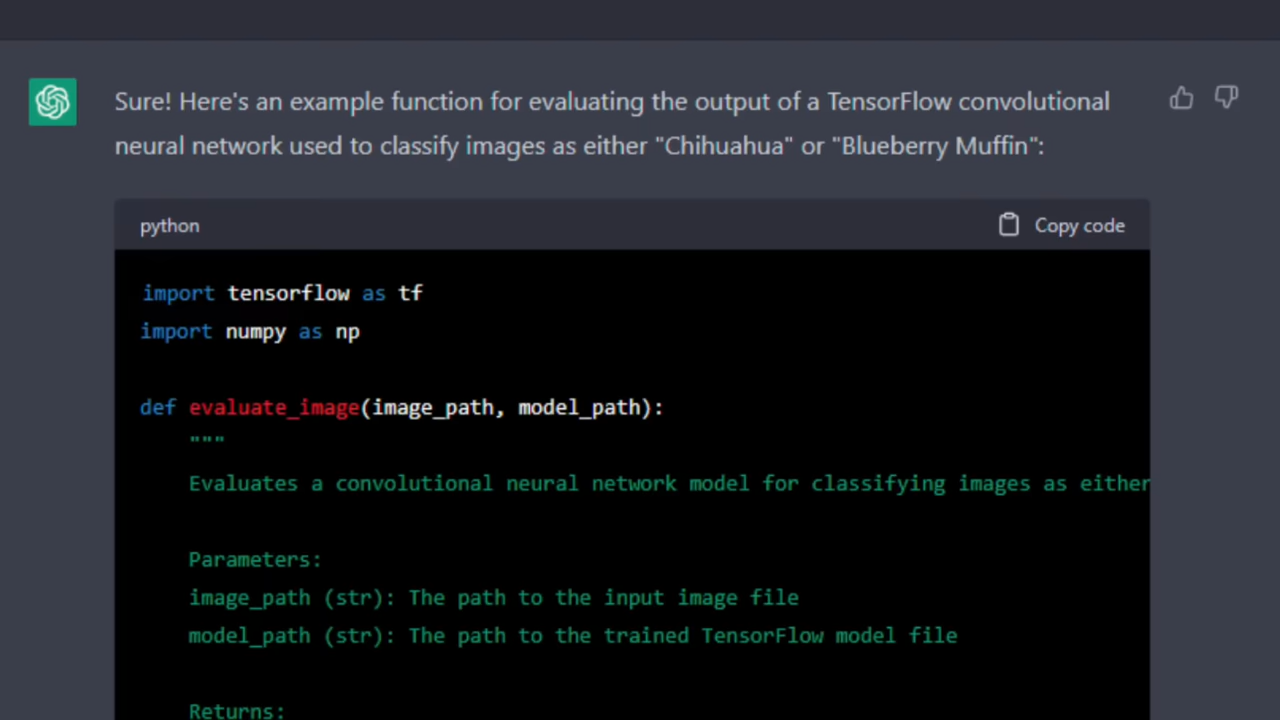 Sure! Here's an example function for evaluating the output of a TensorFlow convolutional
neural network used to classify images as either "Chihuahua" or "Blueberry Muffin":
python Copy code
import tensorflow as tf
import numpy as np
def evaluate_image(image_path, model_path):
"""
Evaluates a convolutional neural network model for classifying images as either
Parameters:
image_path (str): The path to the input image file
model_path (str): The path to the trained TensorFlow model file
Returns: